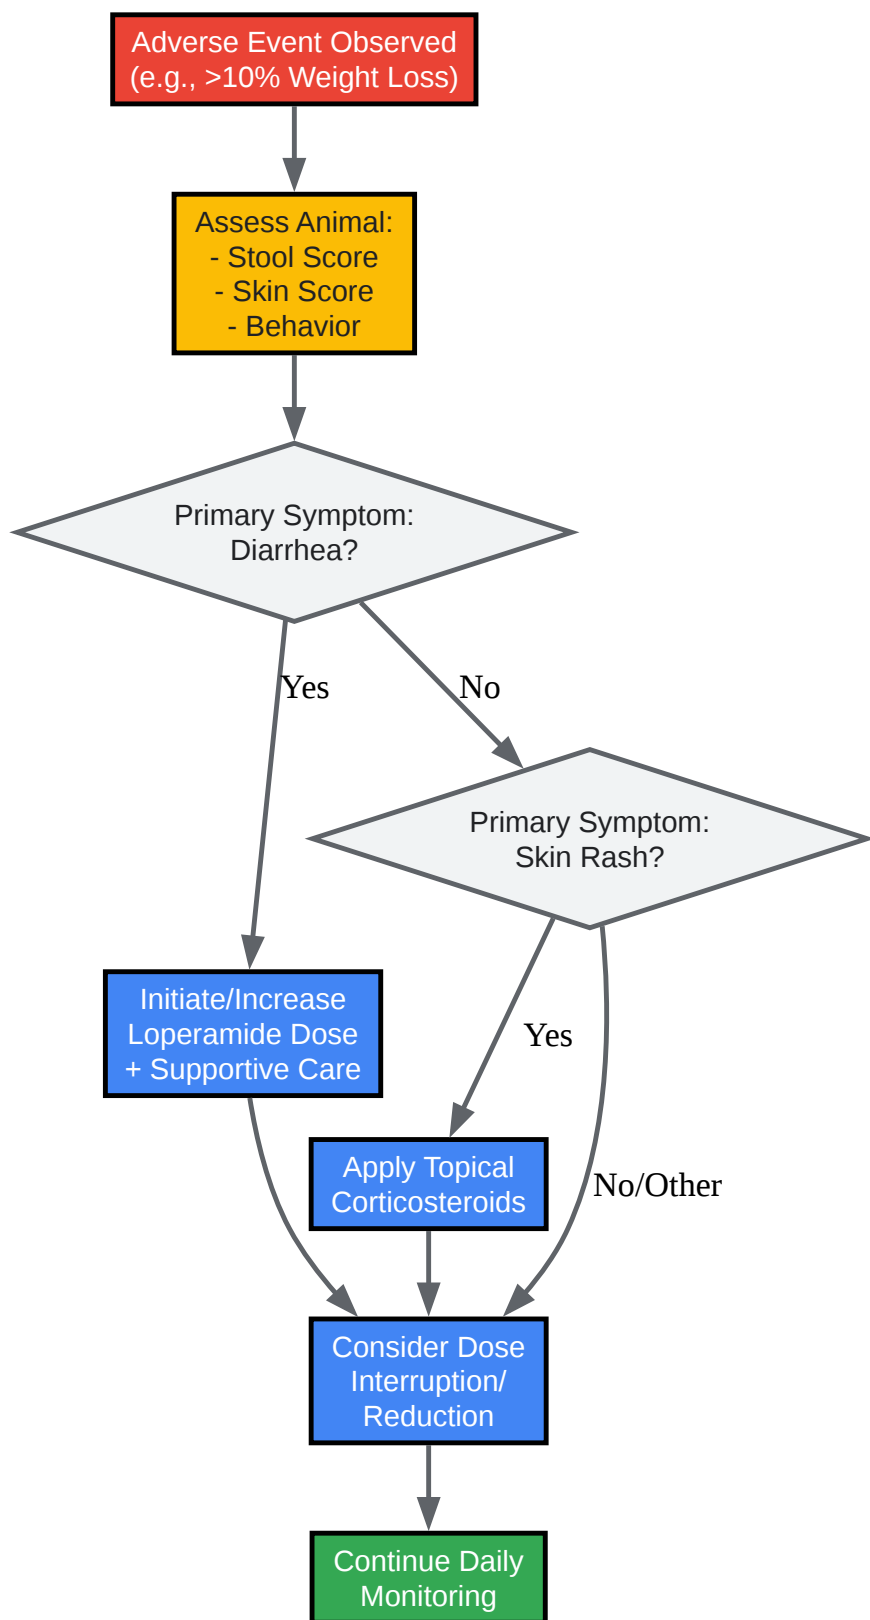 Adverse Event Observed
(e.g., >10% Weight Loss)
Assess Animal:
- Stool Score
- Skin Score
- Behavior
Primary Symptom:
Diarrhea?
Yes
No
Primary Symptom:
Skin Rash?
Initiate/Increase
Loperamide Dose
+ Supportive Care
Yes
Apply Topical
Corticosteroids
No/Other
Consider Dose
Interruption/
Reduction
Continue Daily
Monitoring